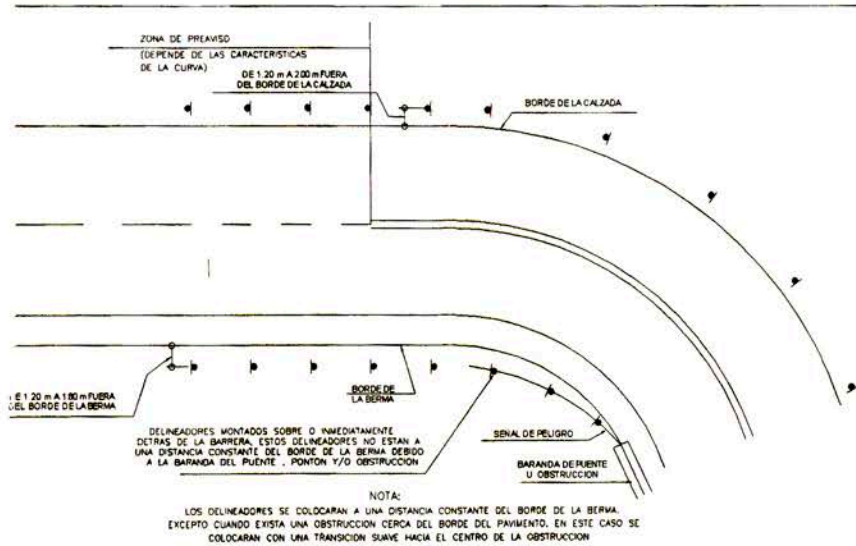 ZONA DE PREAVISO
(DEPENDE DE LAS CARACTERISTICAS
DE LA CURVA)
DE 1.20 m A 2.00 m FUERA
DEL BORDE DE LA CALZADA
BORDE DE LA CALZADA
E 1.20 m A 1.80 m FUERA
DEL BORDE DE LA BERMA
BORDE DE
LA BERMA
DELINEADORES MONTADOS SOBRE O INMEDIATAMENTE
DETRAS DE LA BARRERA, ESTOS DELINEADORES NO ESTAN A
UNA DISTANCIA CONSTANTE DEL BORDE DE LA BERMA DEBIDO
A LA BARANDA DEL PUENTE , PONTON Y/O OBSTRUCCION
SEÑAL DE PELIGRO
BARANDA DE PUENTE
U OBSTRUCCION
NOTA:
LOS DELINEADORES SE COLOCARAN A UNA DISTANCIA CONSTANTE DEL BORDE DE LA BERMA.
EXCEPTO CUANDO EXISTA UNA OBSTRUCCION CERCA DEL BORDE DEL PAVIMENTO, EN ESTE CASO SE
COLOCARAN CON UNA TRANSICION SUAVE HACIA EL CENTRO DE LA OBSTRUCCION